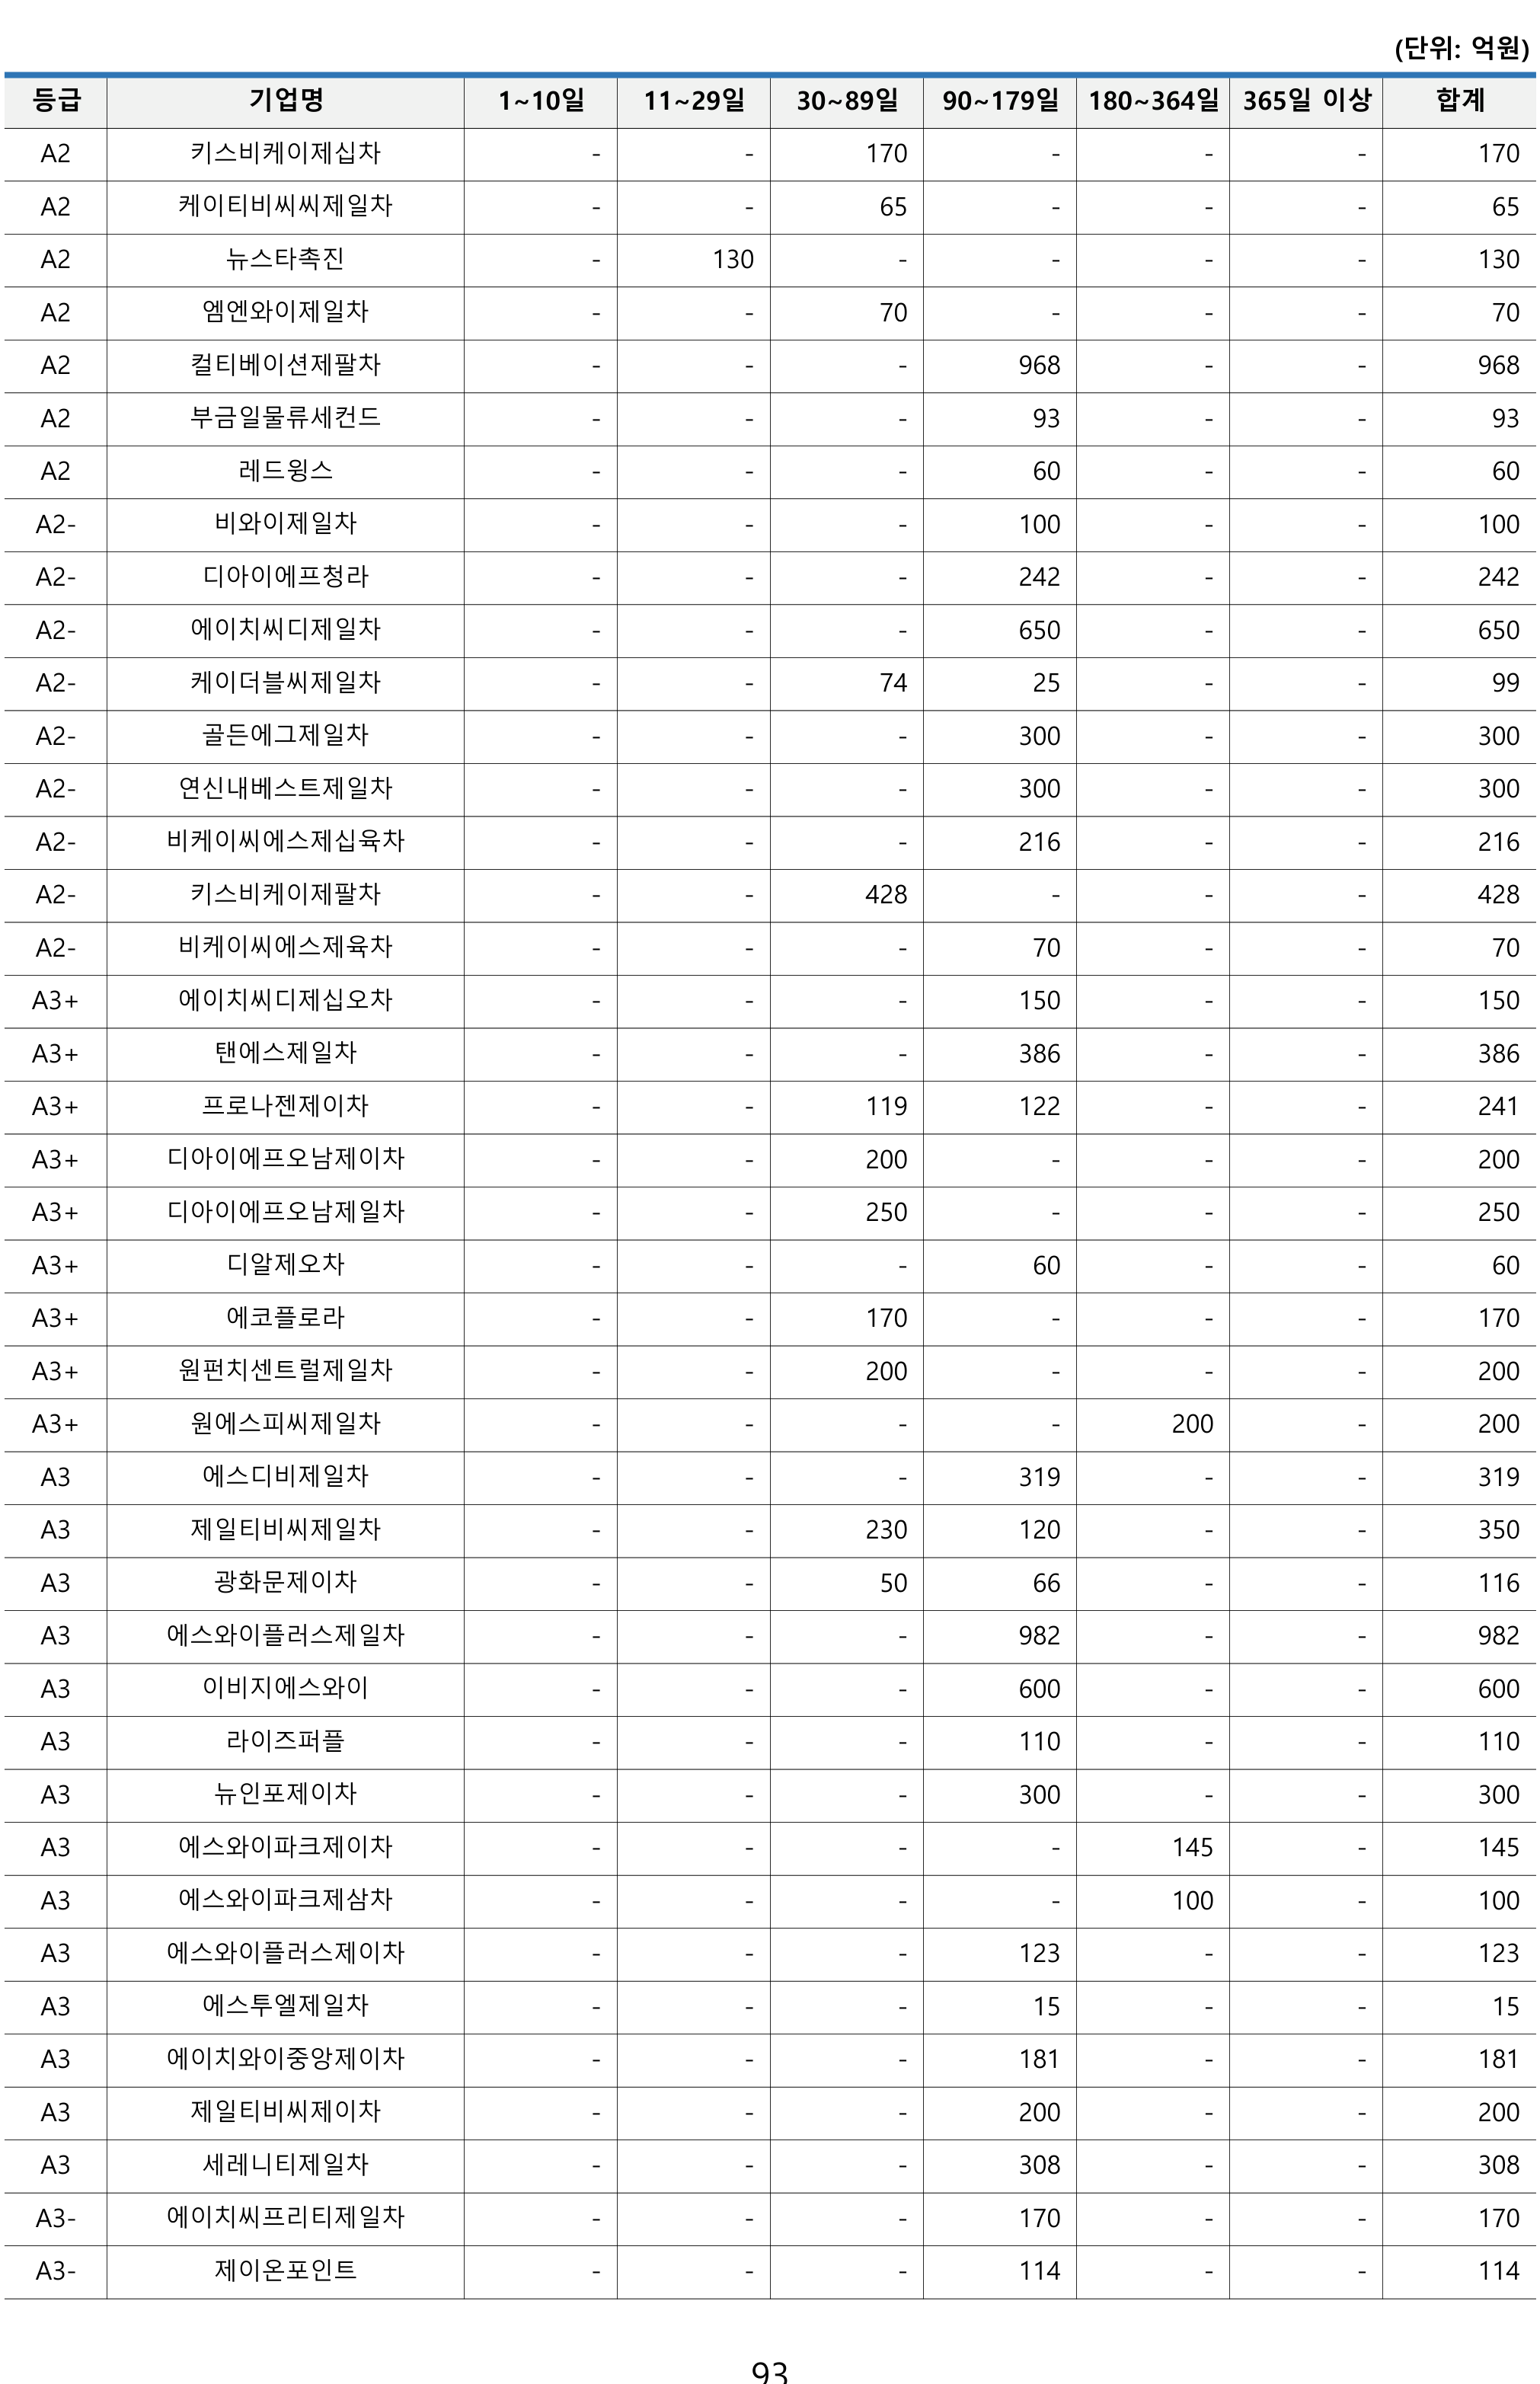 (단위: 억원)
등급 기업명 1~10일 11~29일 30~89일 90~179일 180~364일 365일 이상 합계
A2 키스비케이제십차 - - 170 - - - 170
A2 케이티비씨씨제일차 - - 65 - - - 65
A2 뉴스타촉진 - 130 - - - - 130
A2 엠엔와이제일차 - - 70 - - - 70
A2 컬티베이션제팔차 - - - 968 - - 968
A2 부금일물류세컨드 - - - 93 - - 93
A2 레드윙스 - - - 60 - - 60
A2- 비와이제일차 - - - 100 - - 100
A2- 디아이에프청라 - - - 242 - - 242
A2- 에이치씨디제일차 - - - 650 - - 650
A2- 케이더블씨제일차 - - 74 25 - - 99
A2- 골든에그제일차 - - - 300 - - 300
A2- 연신내베스트제일차 - - - 300 - - 300
A2- 비케이씨에스제십육차 - - - 216 - - 216
A2- 키스비케이제팔차 - - 428 - - - 428
A2- 비케이씨에스제육차 - - - 70 - - 70
A3+ 에이치씨디제십오차 - - - 150 - - 150
A3+ 탠에스제일차 - - - 386 - - 386
A3+ 프로나젠제이차 - - 119 122 - - 241
A3+ 디아이에프오남제이차 - - 200 - - - 200
A3+ 디아이에프오남제일차 - - 250 - - - 250
A3+ 디알제오차 - - - 60 - - 60
A3+ 에코플로라 - - 170 - - - 170
A3+ 원펀치센트럴제일차 - - 200 - - - 200
A3+ 원에스피씨제일차 - - - - 200 - 200
A3 에스디비제일차 - - - 319 - - 319
A3 제일티비씨제일차 - - 230 120 - - 350
A3 광화문제이차 - - 50 66 - - 116
A3 에스와이플러스제일차 - - - 982 - - 982
A3 이비지에스와이 - - - 600 - - 600
A3 라이즈퍼플 - - - 110 - - 110
A3 뉴인포제이차 - - - 300 - - 300
A3 에스와이파크제이차 - - - - 145 - 145
A3 에스와이파크제삼차 - - - - 100 - 100
A3 에스와이플러스제이차 - - - 123 - - 123
A3 에스투엘제일차 - - - 15 - - 15
A3 에이치와이중앙제이차 - - - 181 - - 181
A3 제일티비씨제이차 - - - 200 - - 200
A3 세레니티제일차 - - - 308 - - 308
A3- 에이치씨프리티제일차 - - - 170 - - 170
A3- 제이온포인트 - - - 114 - - 114
93